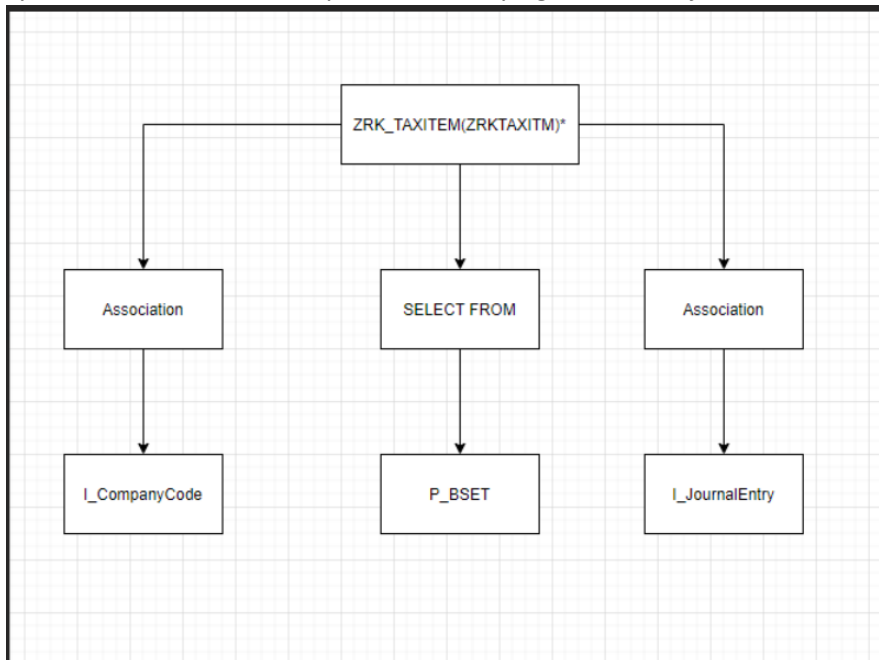 ZRK_TAXITEM(ZRKTAXITM)*
Association
SELECT FROM
Association
I_CompanyCode
P_BSET
I_JournalEntry